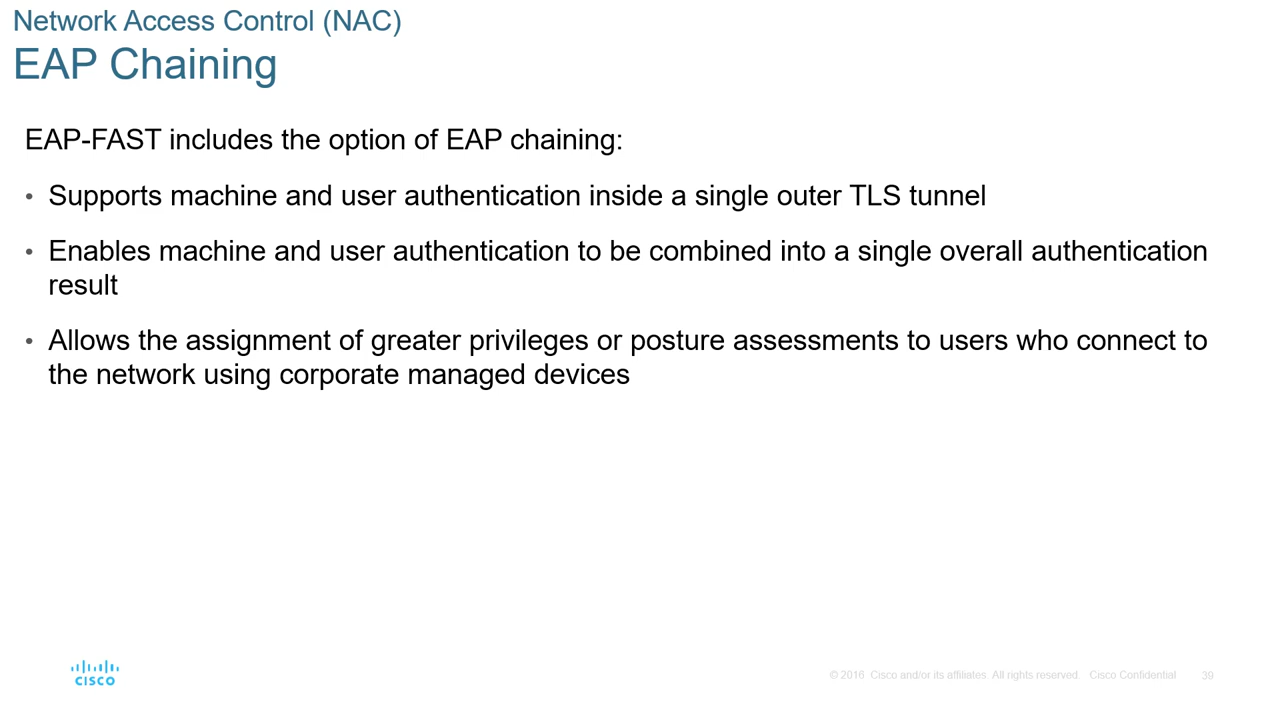 Network Access Control (NAC)
EAP Chaining
EAP-FAST includes the option of EAP chaining:
• Supports machine and user authentication inside a single outer TLS tunnel
• Enables machine and user authentication to be combined into a single overall authentication
result
• Allows the assignment of greater privileges or posture assessments to users who connect to
the network using corporate managed devices
CISCO
© 2016 Cisco and/or its affiliates. All rights reserved. Cisco Confidential 39